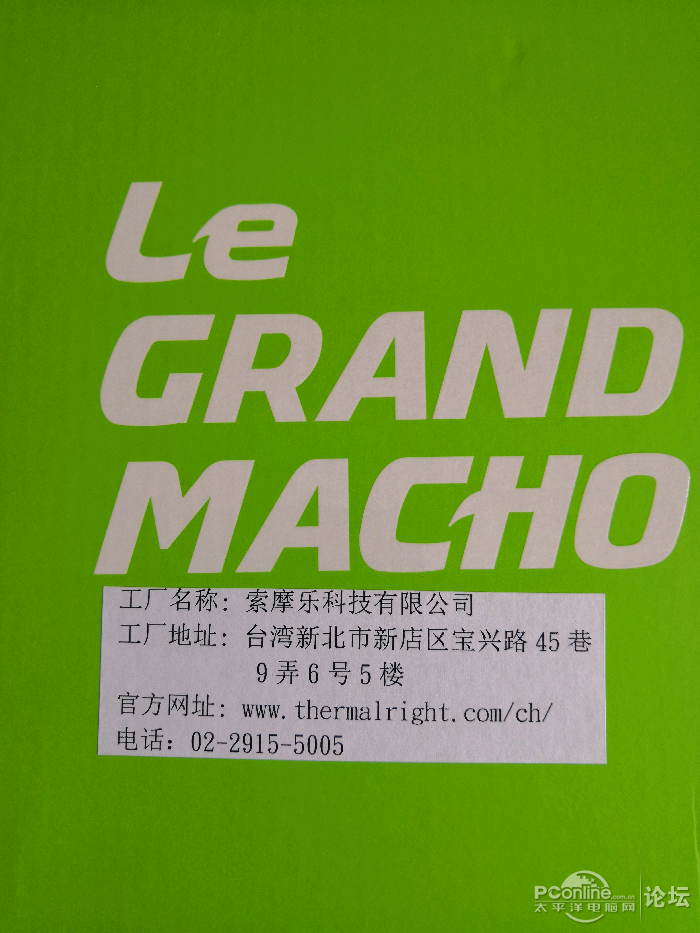 Le
GRAND
MACHO
工厂名称: 索摩乐科技有限公司
工厂地址: 台湾新北市新店区宝兴路 45 巷
9 弄 6 号 5 楼
官方网址: www.thermalright.com/ch/
电话: 02-2915-5005
PConline.com.cn
太平洋电脑网
论坛